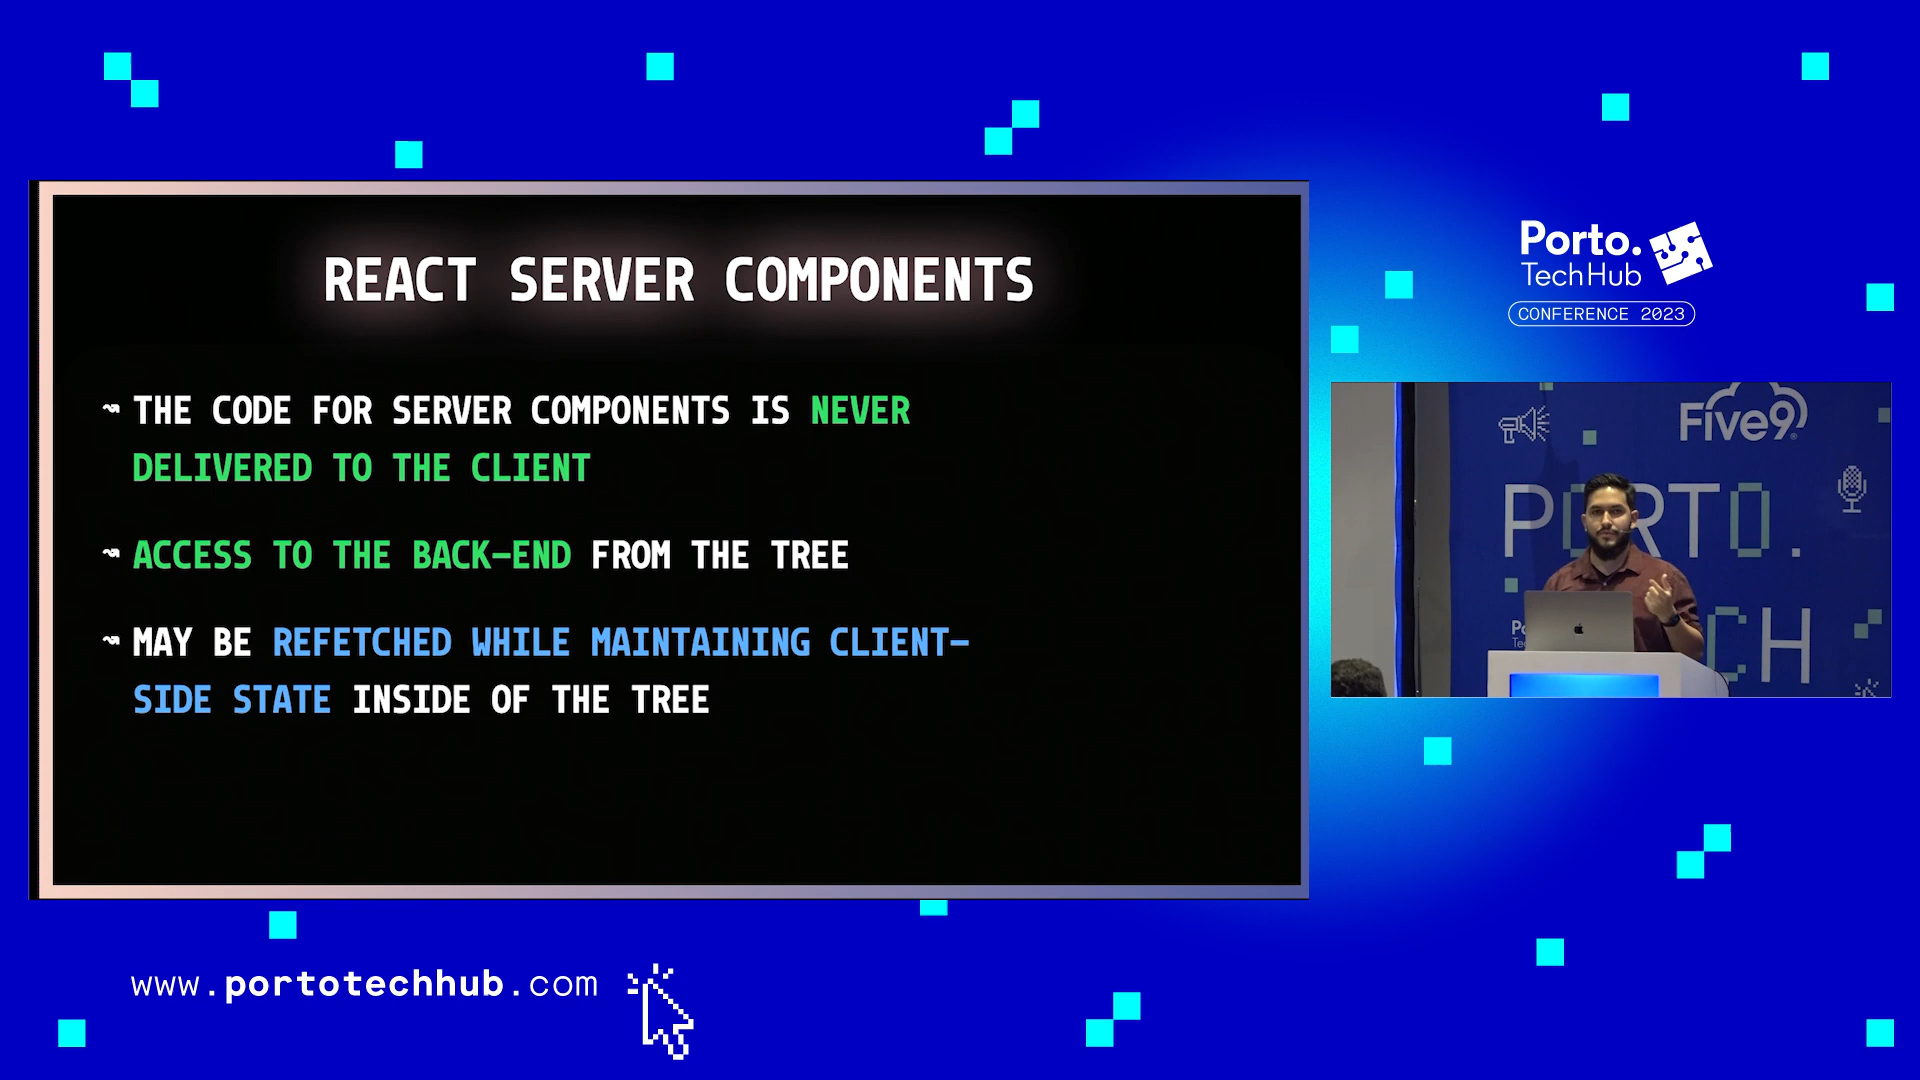 REACT SERVER COMPONENTS
↝ THE CODE FOR SERVER COMPONENTS IS NEVER
DELIVERED TO THE CLIENT
↝ ACCESS TO THE BACK-END FROM THE TREE
↝ MAY BE REFETCHED WHILE MAINTAINING CLIENT-
SIDE STATE INSIDE OF THE TREE
Porto.
TechHub
CONFERENCE 2023
Five9
PORTO.
CH
www.portotechhub.com